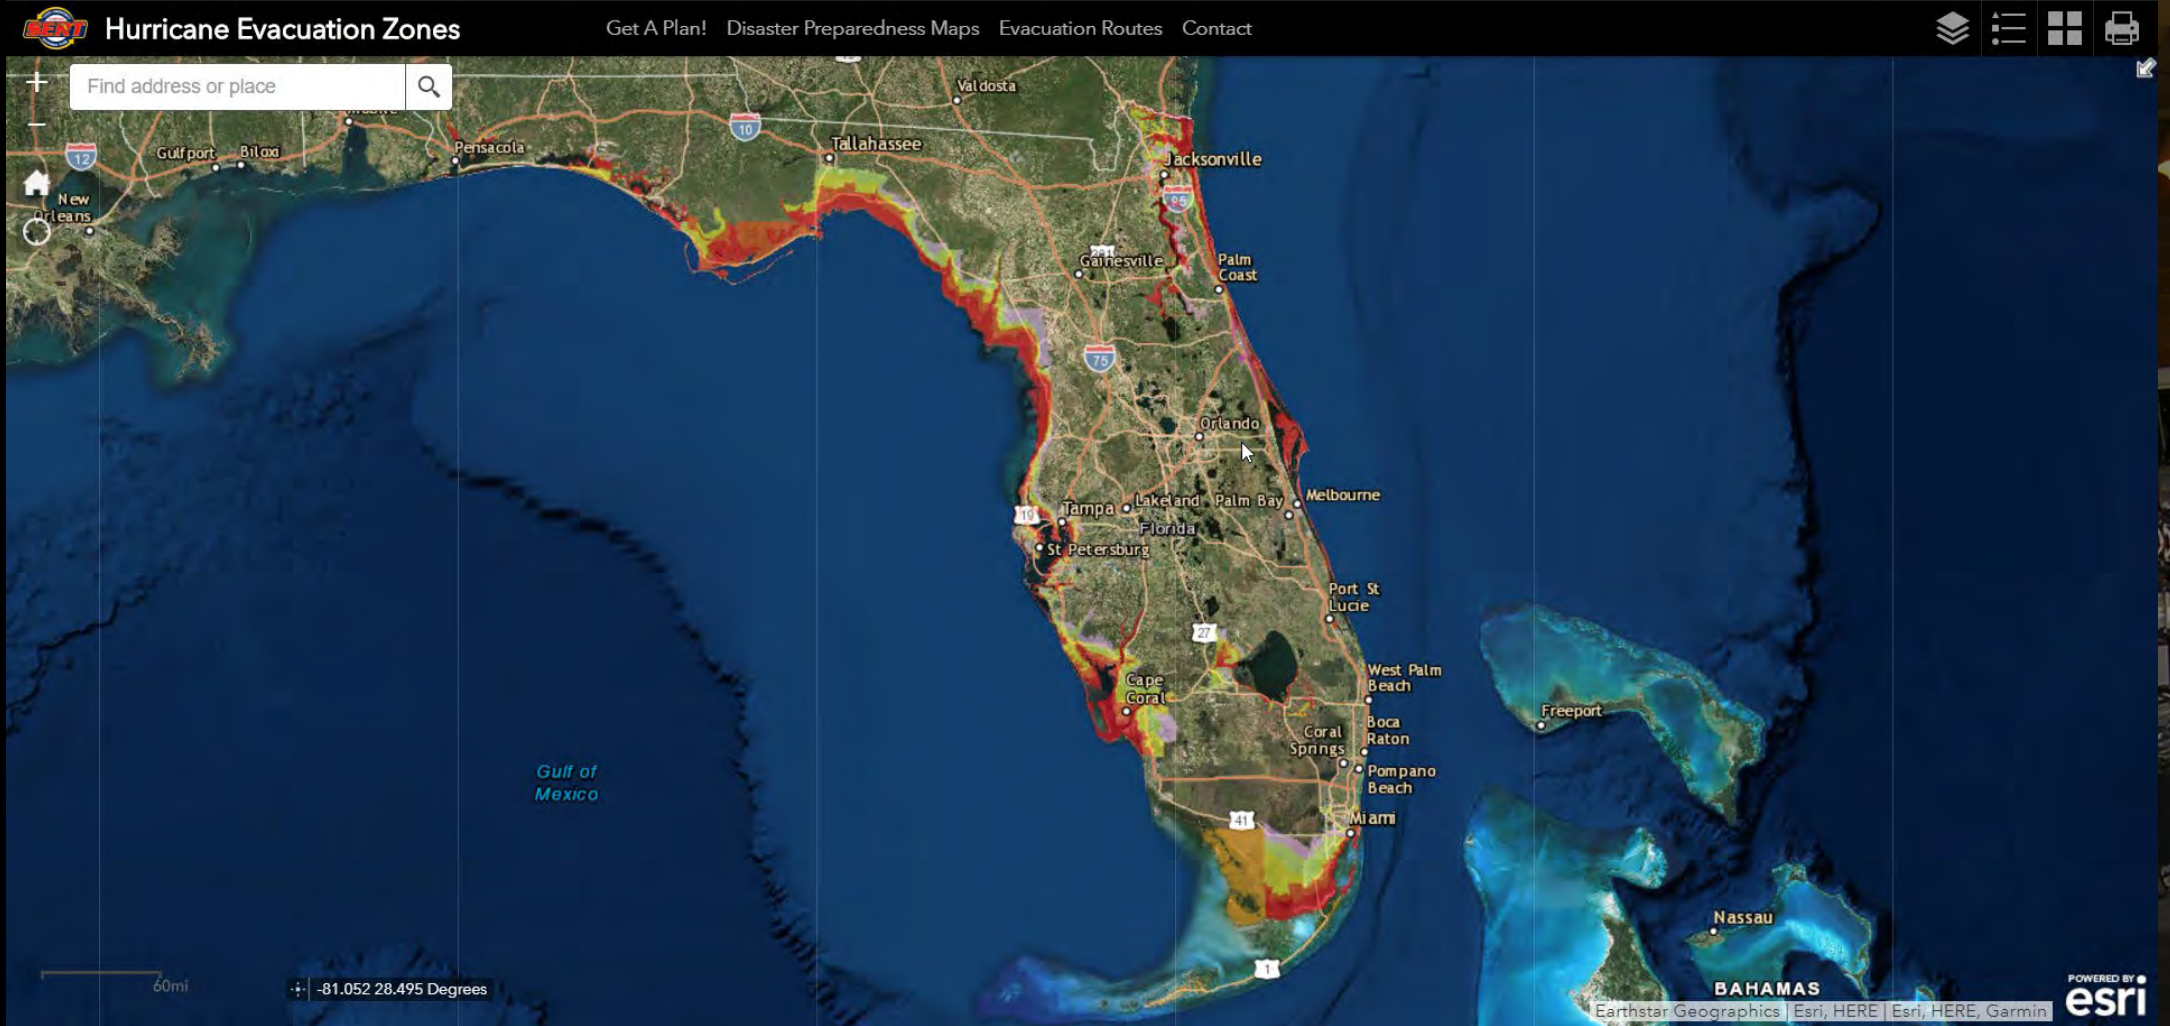 SERT
Hurricane Evacuation Zones
Get A Plan!
Disaster Preparedness Maps
Evacuation Routes
Contact
+
Find address or place
−
Valdosta
10
Tallahassee
Pensacola
Gulfport
Biloxi
12
New
Orleans
Jacksonville
95
Gainesville
Palm
Coast
75
Orlando
Melbourne
Palm Bay
Lakeland
Tampa
19
Florida
St Petersburg
Port St
Lucie
27
West Palm
Beach
Cape
Coral
Boca
Raton
Coral
Springs
Freeport
Pompano
Beach
Gulf of
Mexico
41
Miami
Nassau
1
60mi
-81.052 28.495 Degrees
BAHAMAS
POWERED BY
esri
Earthstar Geographics | Esri, HERE | Esri, HERE, Garmin